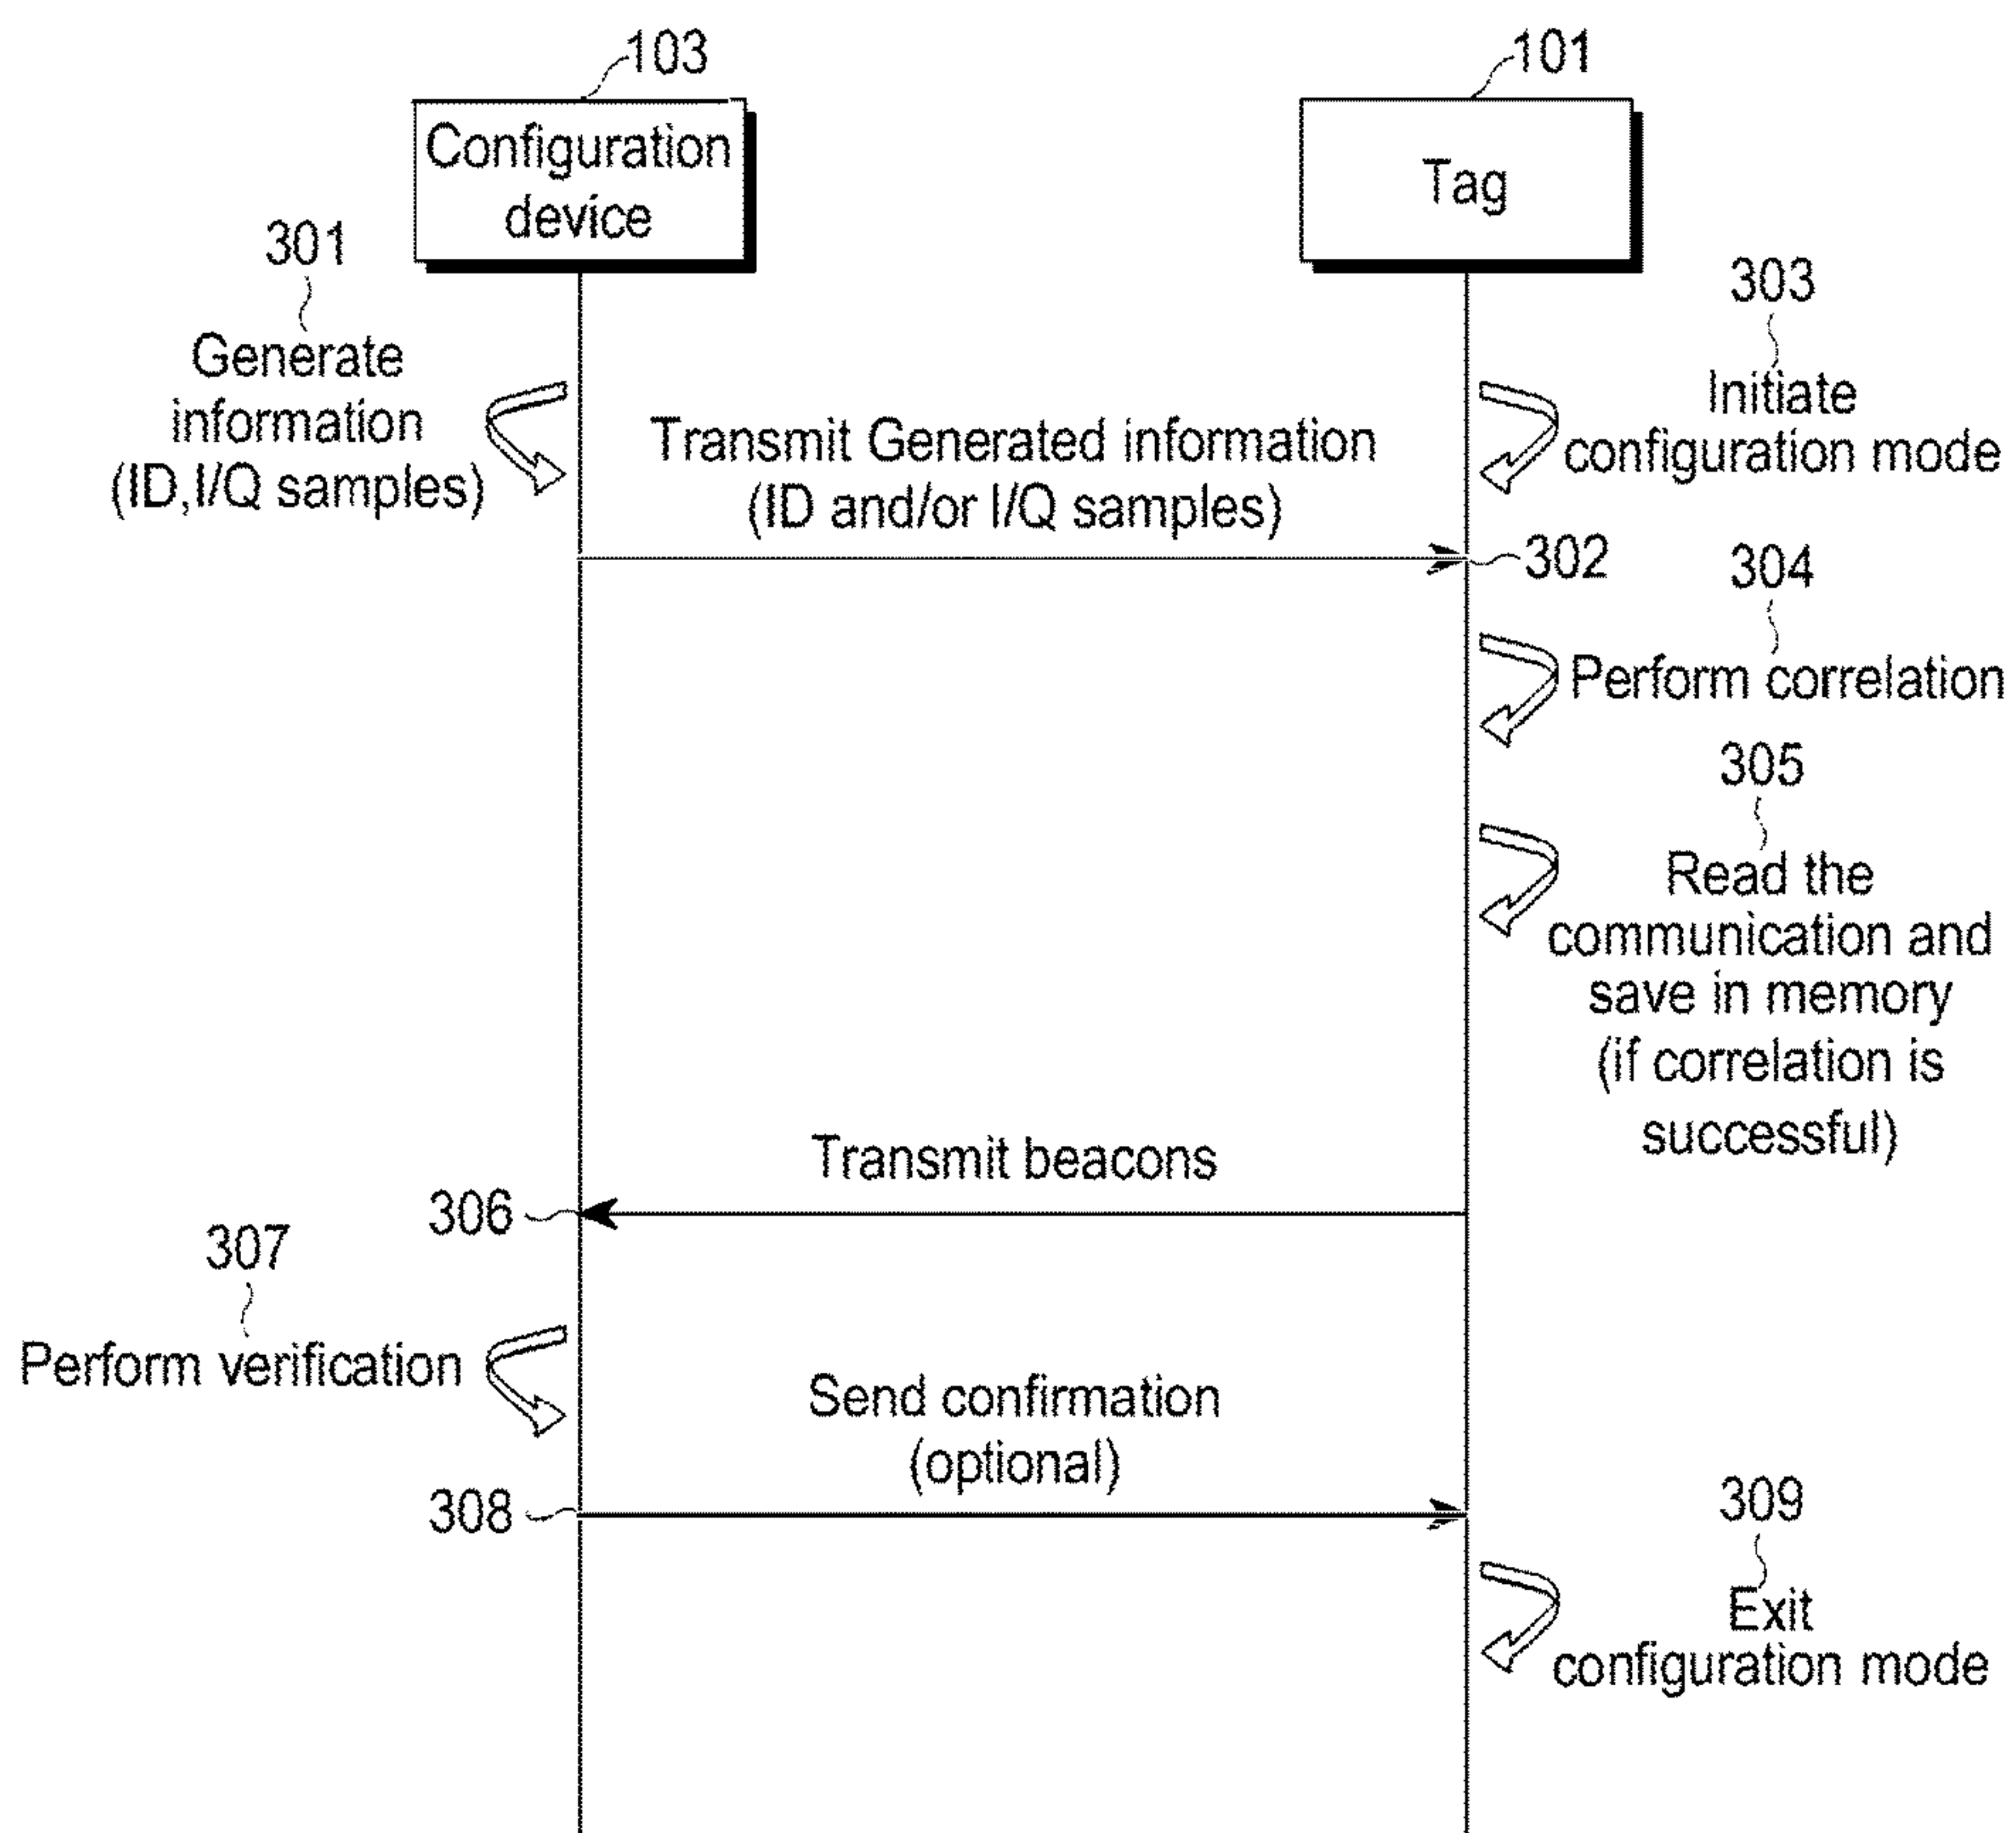 103
101
Configuration
device
Tag
301
Generate
information
(ID,I/Q samples)
303
Initiate
configuration mode
Transmit Generated information
(ID and/or I/Q samples)
302
304
Perform correlation
305
Read the
communication and
save in memory
(if correlation is
successful)
Transmit beacons
306
307
Perform verification
Send confirmation
(optional)
308
309
Exit
configuration mode